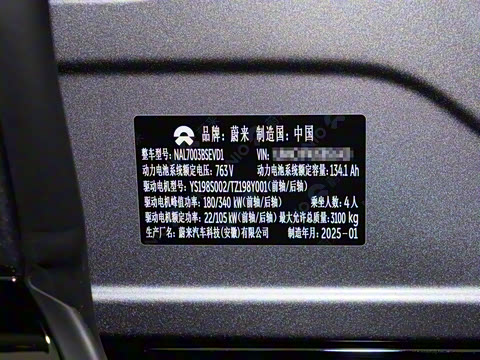 品牌: 蔚来 制造国: 中国
整车型号: NAL7003BSEVD1 VIN:
动力电池系统额定电压: 763 V 动力电池系统额定容量: 134.1 Ah
驱动电机型号: YS198S002/TZ198Y001(前轴/后轴)
驱动电机峰值功率: 180/340 kW(前轴/后轴) 乘坐人数: 4 人
驱动电机额定功率: 22/105 kW(前轴/后轴) 最大允许总质量: 3100 kg
生产厂名: 蔚来汽车科技(安徽)有限公司 制造年月: 2025-01